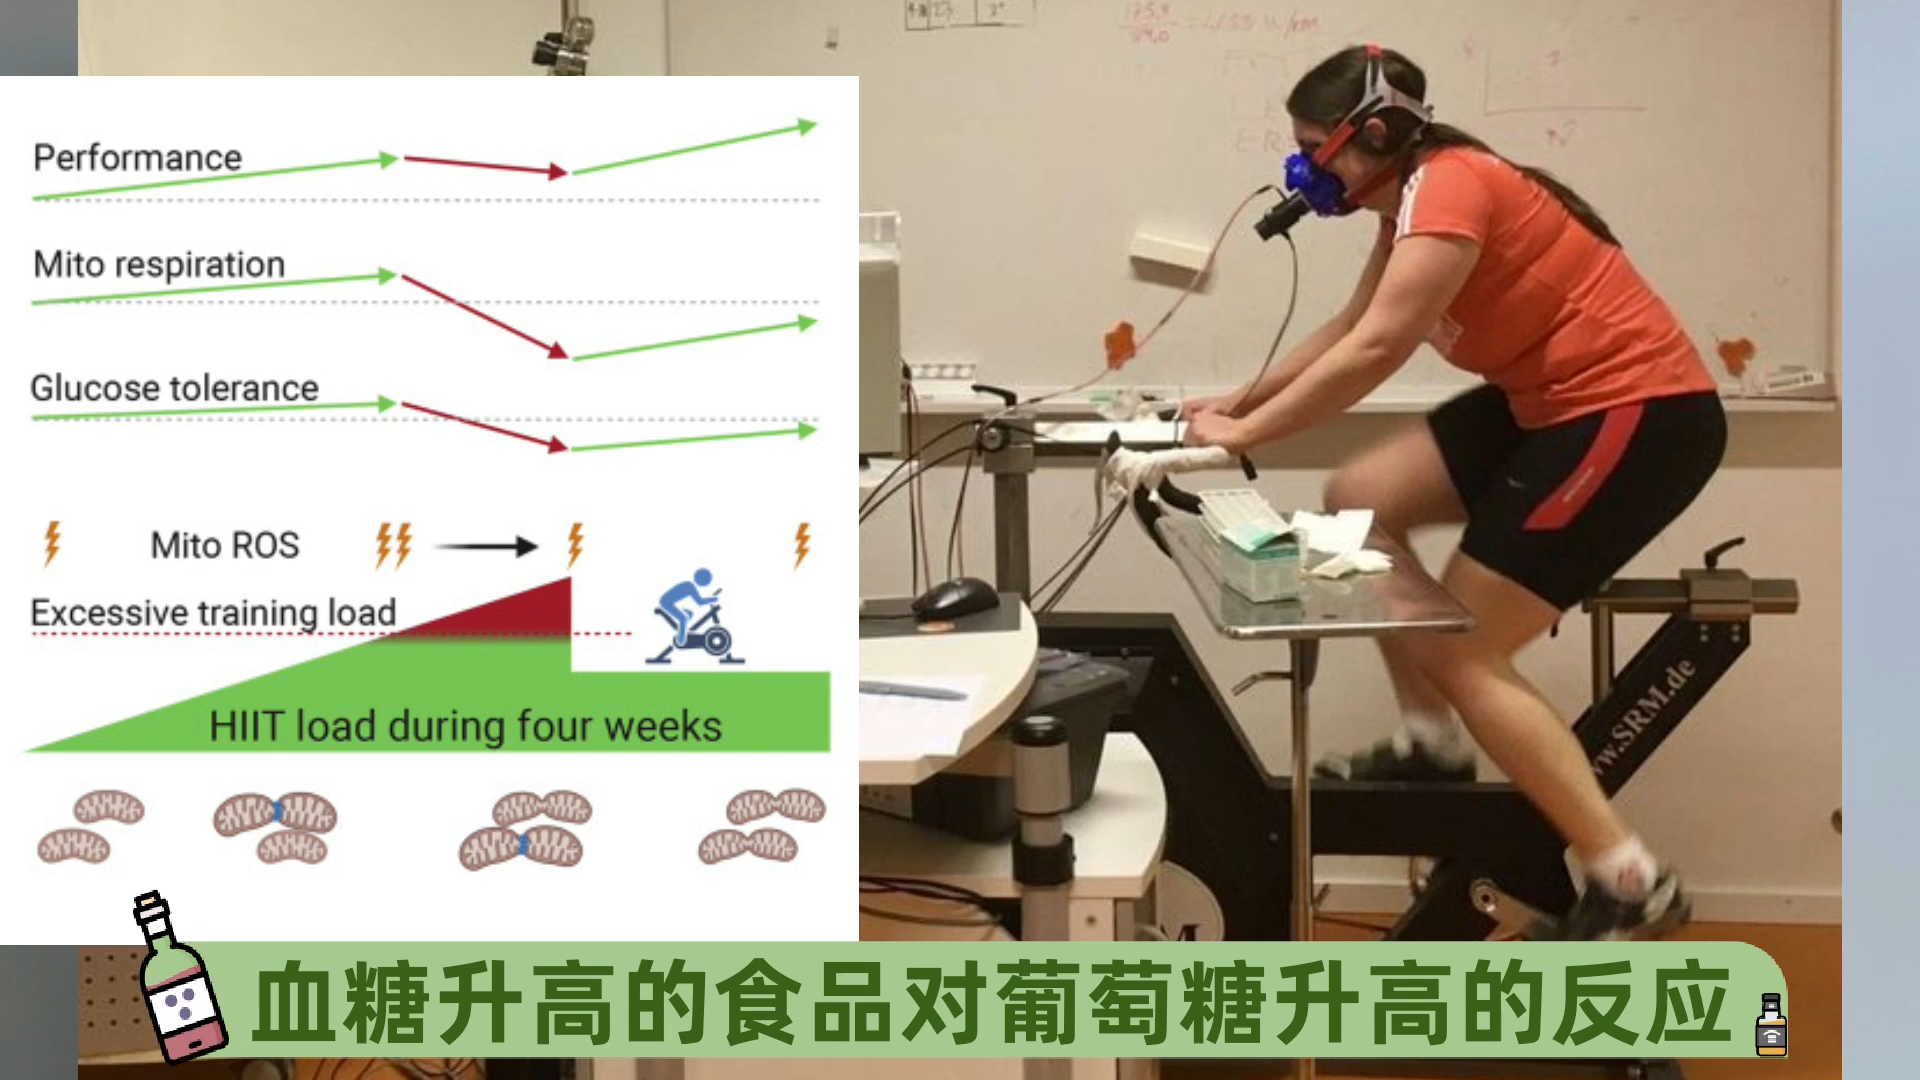 Performance
Mito respiration
Glucose tolerance
Mito ROS
Excessive training load
HIIT load during four weeks
www.SRM.de
血糖升高的食品对葡萄糖升高的反应